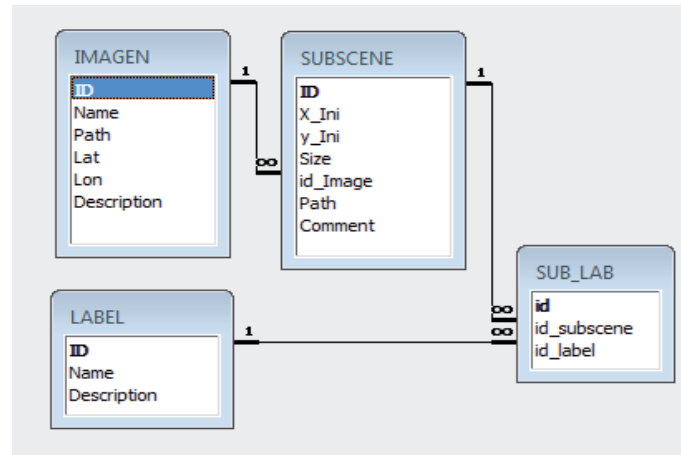 IMAGEN
ID
Name
Path
Lat
Lon
Description
1
∞
SUBSCENE
ID
X_Ini
y_Ini
Size
id_Image
Path
Comment
1
∞
∞
SUB_LAB
id
id_subscene
id_label
LABEL
ID
Name
Description
1